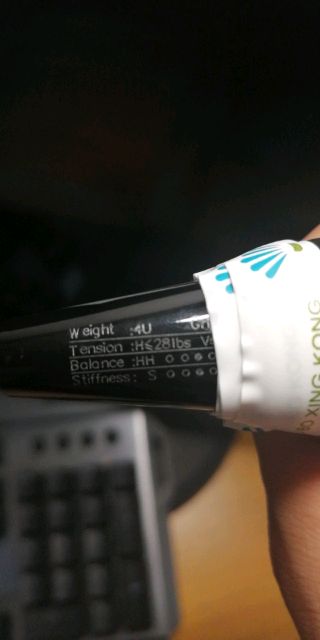 Weight :4U
Tension :H≤28lbs
Balance :HH
Stiffness: S
XING KONG